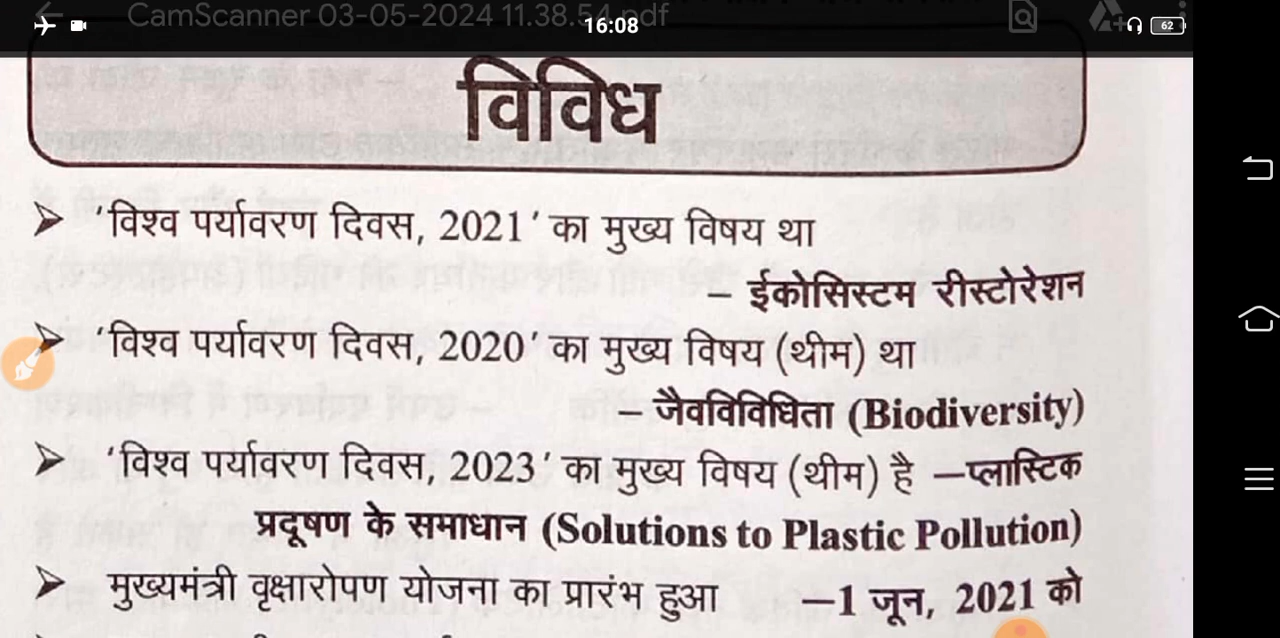 CamScanner 03-05-2024 11.38.54.pdf
16:08
62
विविध
➤ 'विश्व पर्यावरण दिवस, 2021' का मुख्य विषय था
– ईकोसिस्टम रीस्टोरेशन
➤ 'विश्व पर्यावरण दिवस, 2020' का मुख्य विषय (थीम) था
– जैवविविधिता (Biodiversity)
➤ 'विश्व पर्यावरण दिवस, 2023' का मुख्य विषय (थीम) है –प्लास्टिक
प्रदूषण के समाधान (Solutions to Plastic Pollution)
➤ मुख्यमंत्री वृक्षारोपण योजना का प्रारंभ हुआ –1 जून, 2021 को